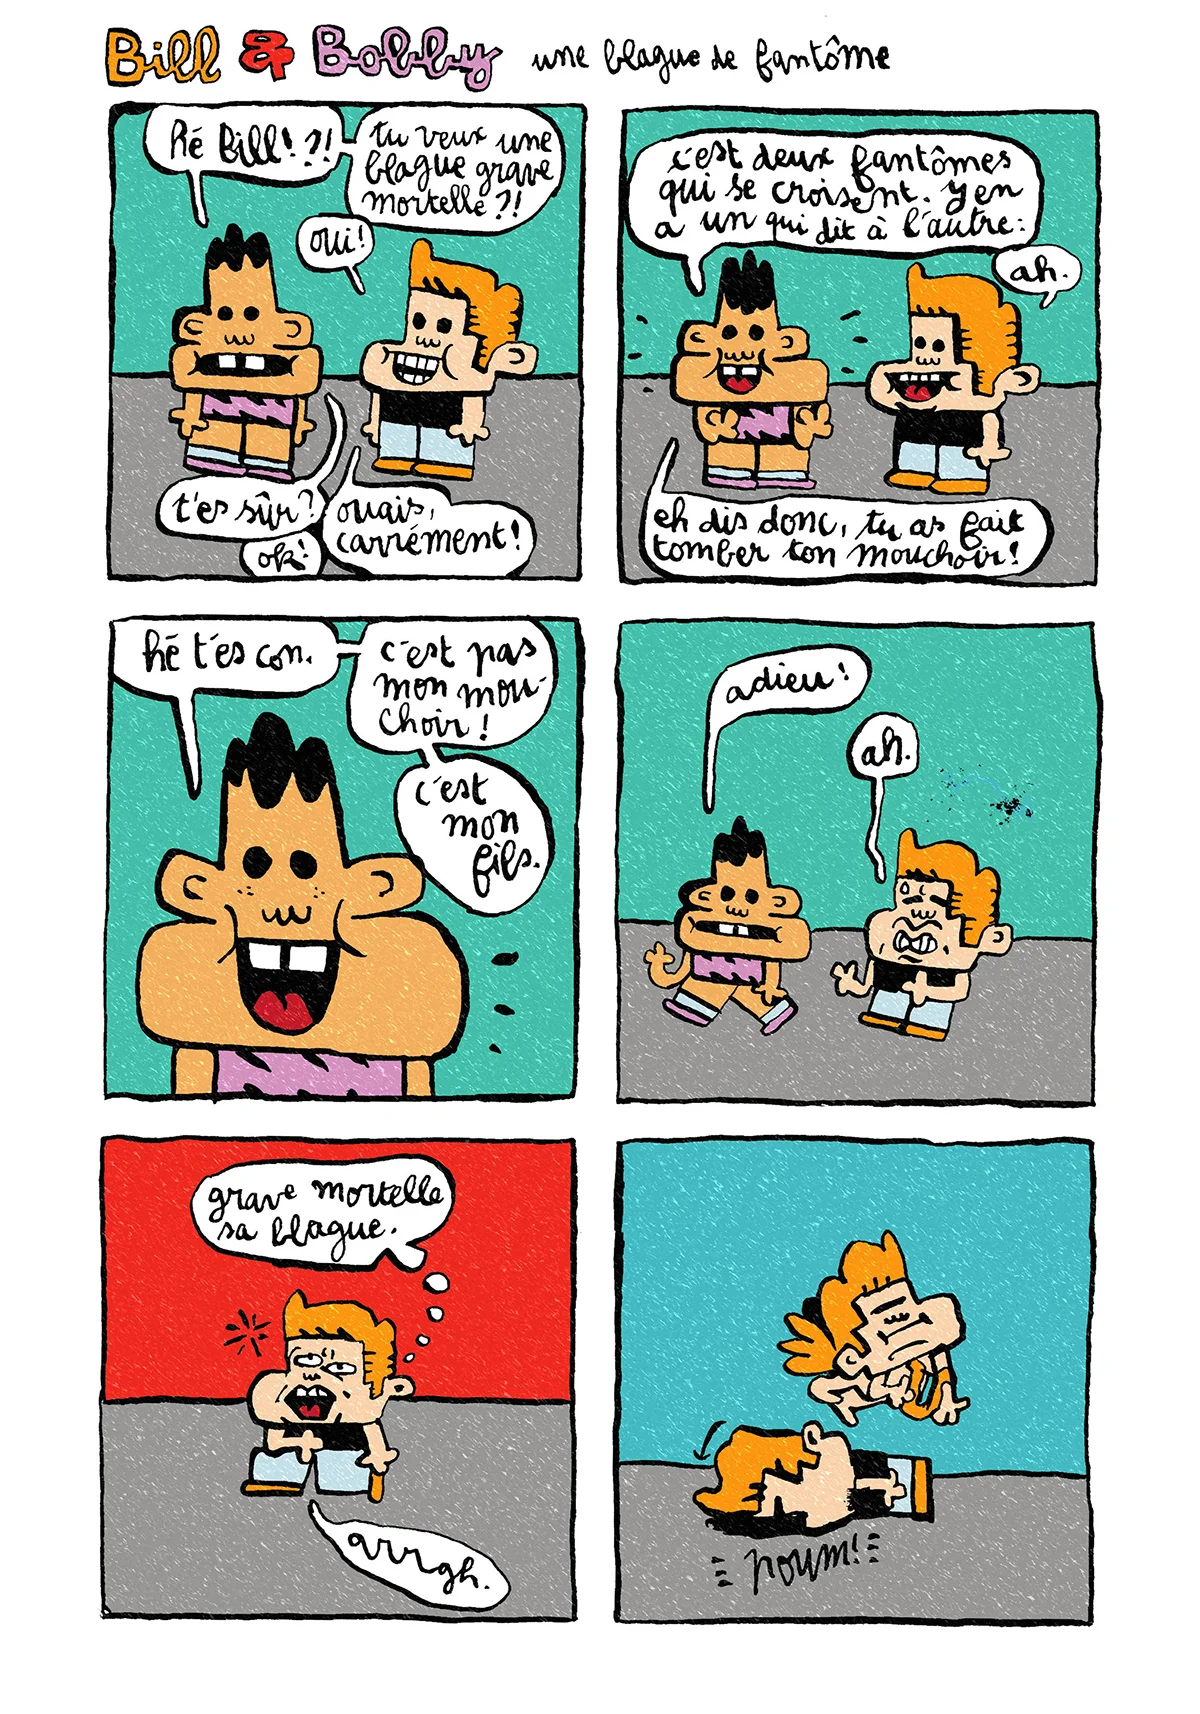 Bill & Bobby une blague de fantôme
hé Bill! ?!
tu veux une
blague grave
mortelle ?!
oui!
t'es sûr?
ok!
ouais,
carrément!
c'est deux fantômes
qui se croisent. y en
a un qui dit à l'autre:
ah.
eh dis donc, tu as fait
tomber ton mouchoir!
hé t'es con.
c'est pas
mon mou-
choir!
c'est
mon
fils.
adieu!
ah.
grave mortelle
sa blague.
arrgh.
poum!